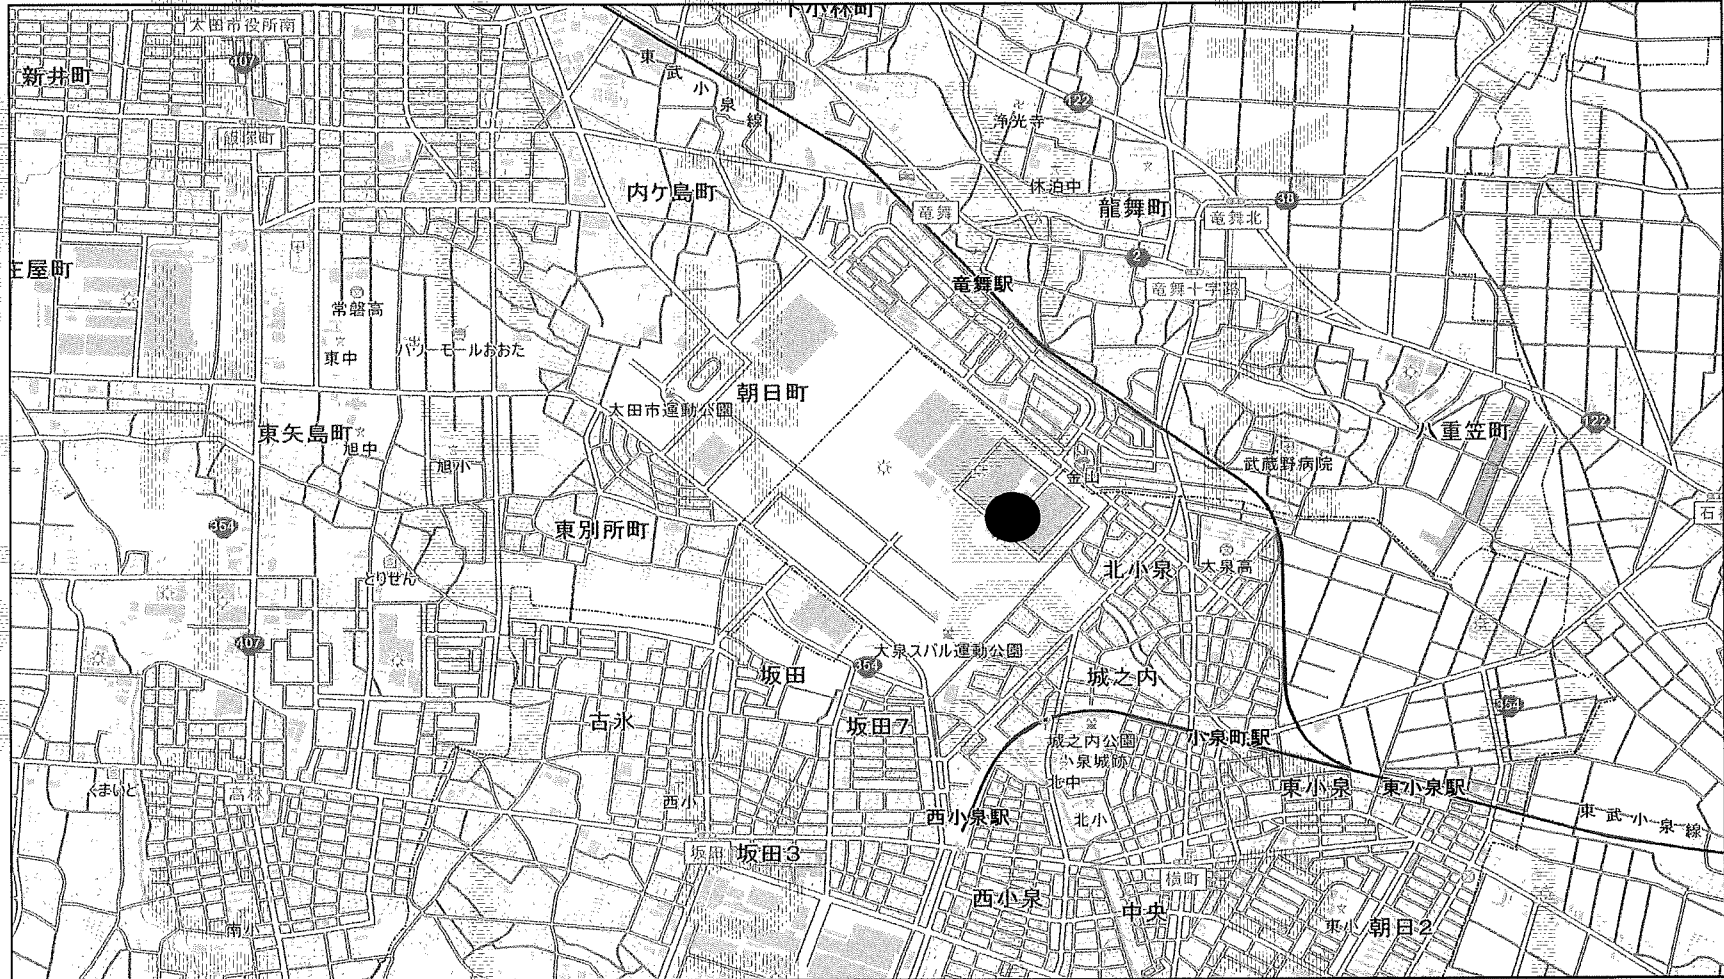 太田市役所南
下小林町
新井町
407
東武小泉線
122
浄光寺
飯塚町
内ケ島町
休泊中
竜舞
龍舞町
竜舞北
38
2
庄屋町
竜舞駅
竜舞十字路
常磐高
東中
パワーモールおおた
朝日町
太田市運動公園
東矢島町
旭中
旭小
八重笠町
122
武蔵野病院
金山
354
東別所町
とりせん
北小泉
大泉高
407
大泉スバル運動公園
坂田
354
城之内
古氷
坂田7
354
城之内公園
小泉城跡
小泉町駅
北中
くまいど
高林
西小
東小泉
東小泉駅
西小泉駅
北小
東武小泉線
坂田
坂田3
横町
西小泉
中央
南小
東小
朝日2